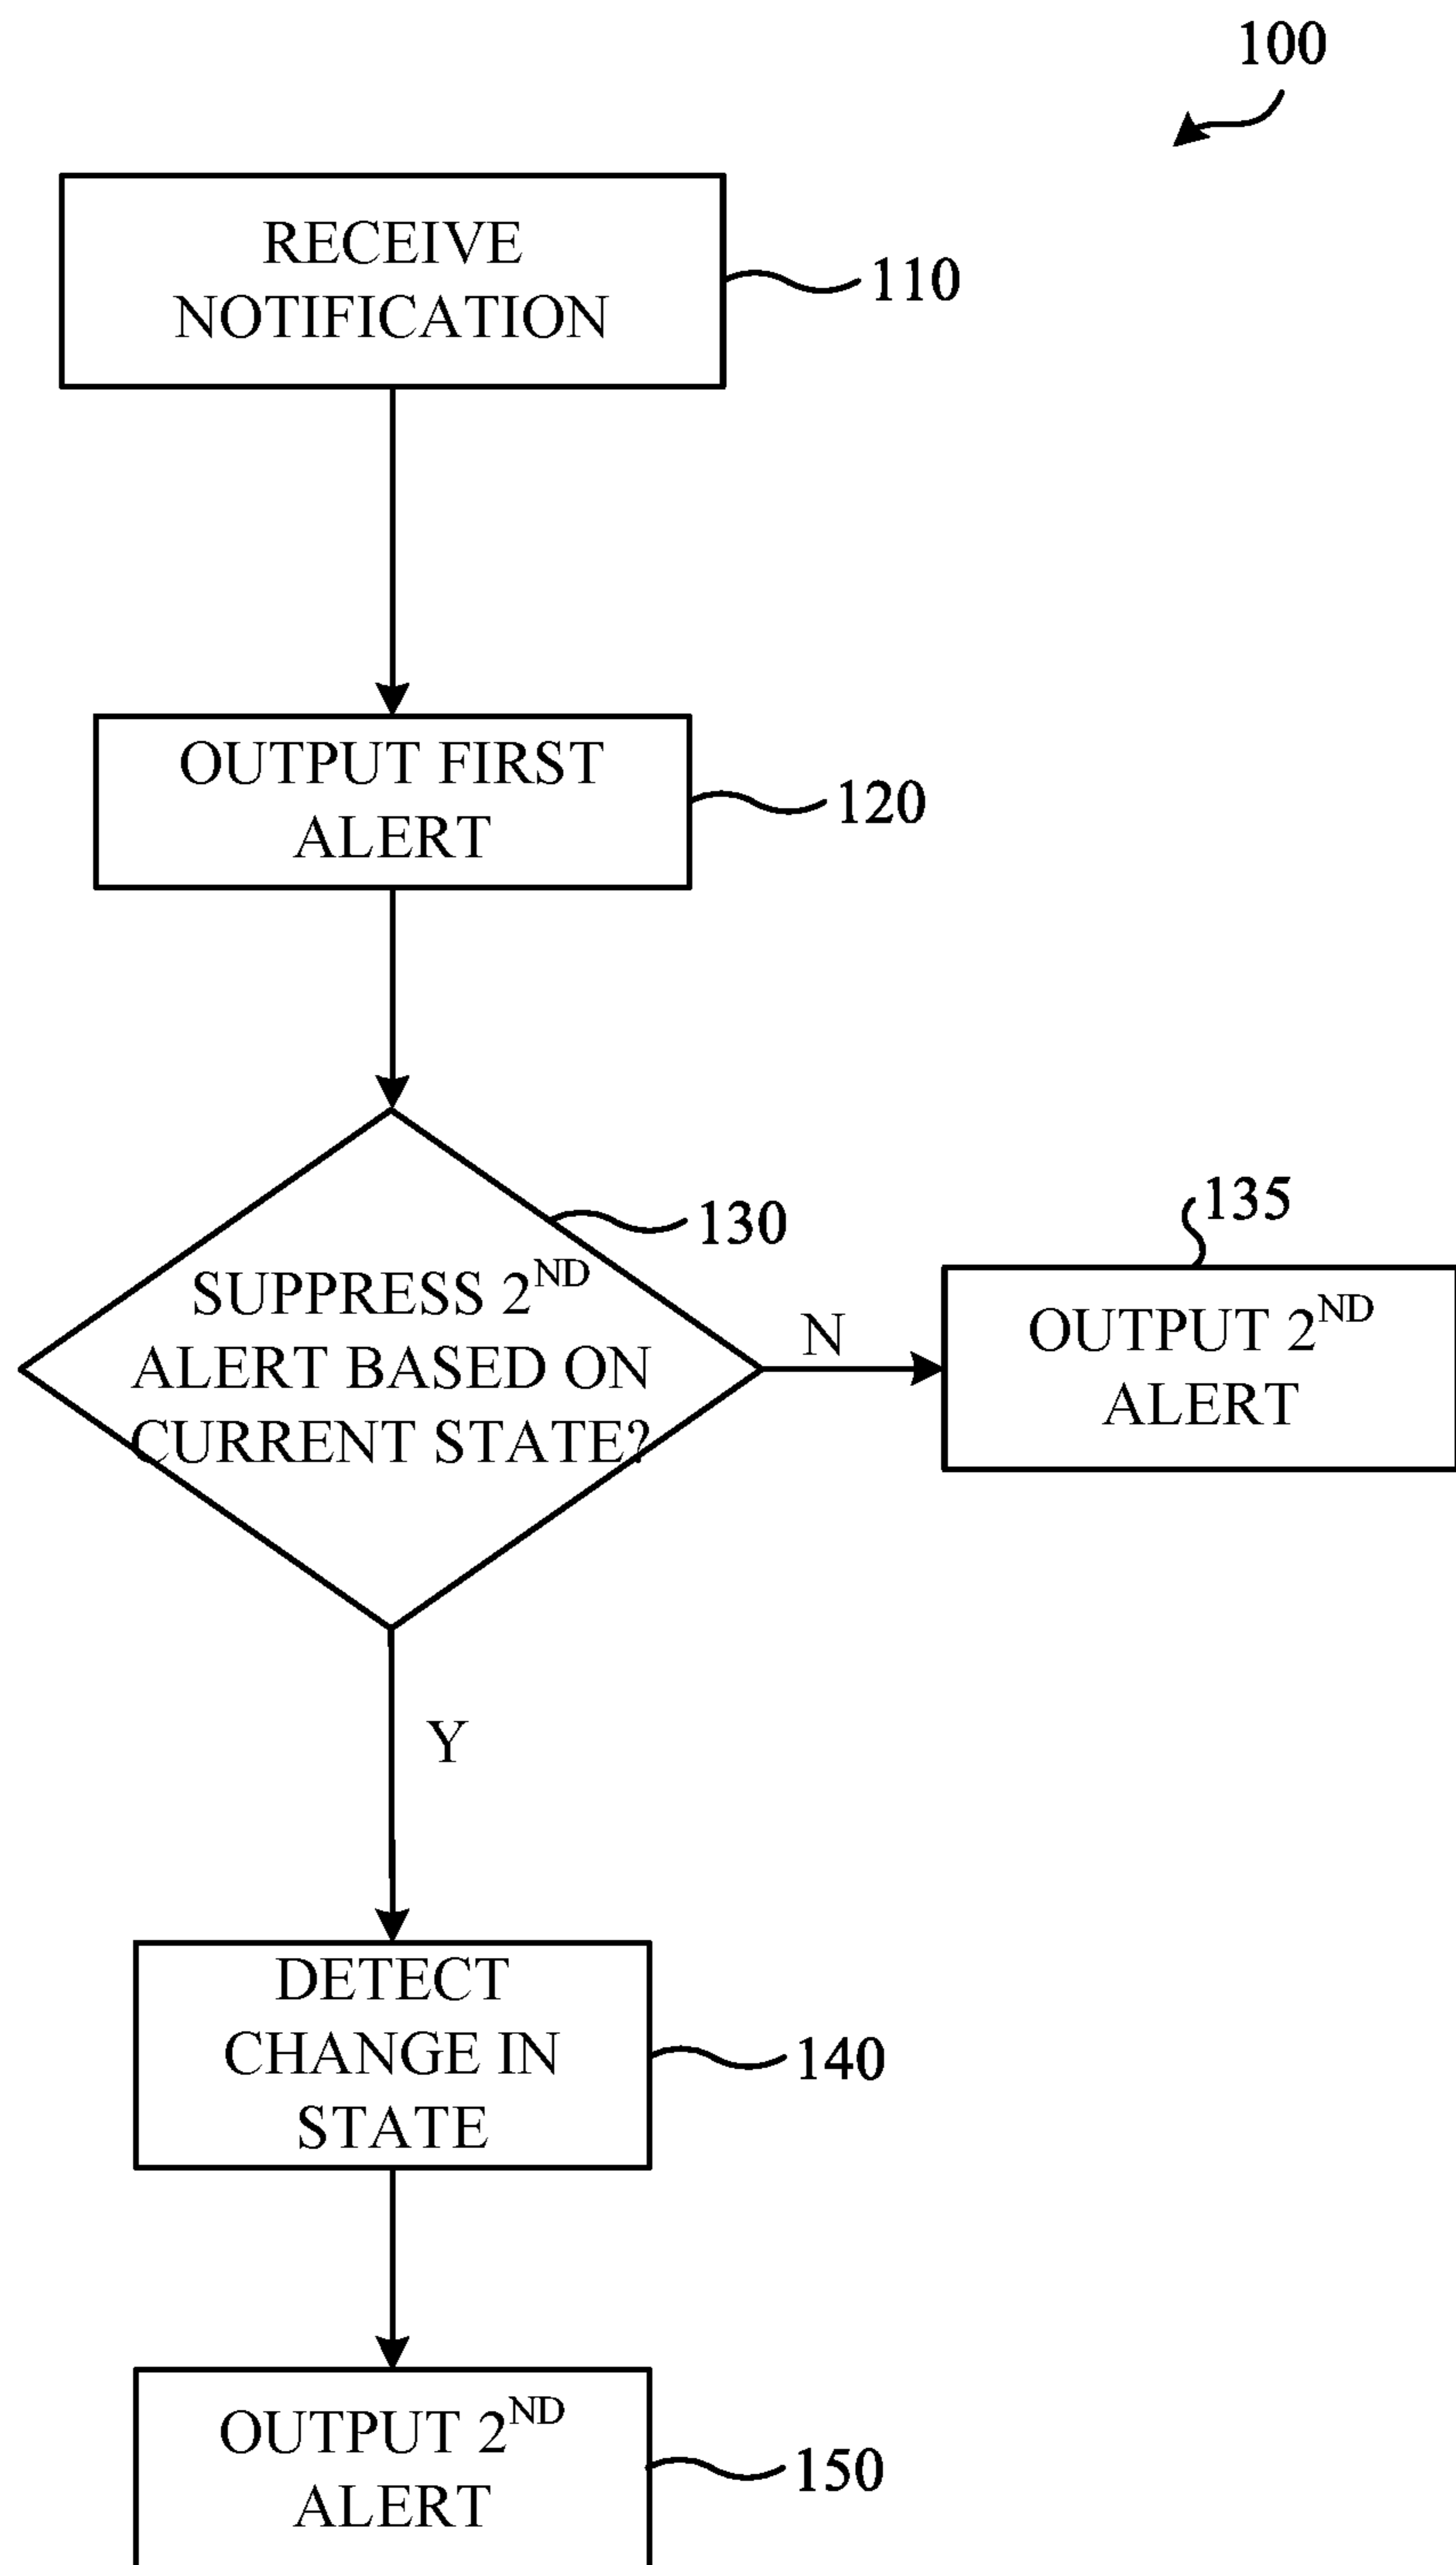 100
RECEIVE
NOTIFICATION
110
OUTPUT FIRST
ALERT
120
130
SUPPRESS 2ND
ALERT BASED ON
CURRENT STATE?
N
135
OUTPUT 2ND
ALERT
Y
DETECT
CHANGE IN
STATE
140
OUTPUT 2ND
ALERT
150